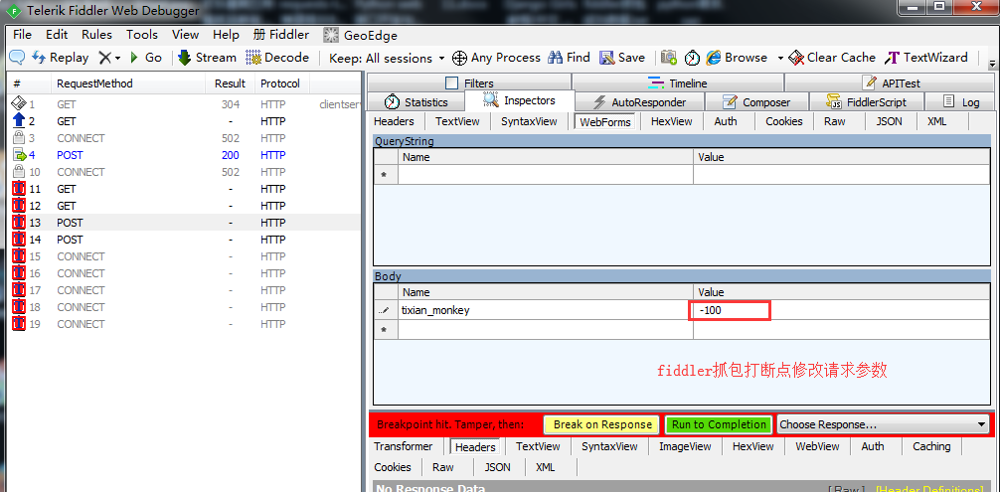 Telerik Fiddler Web Debugger
File Edit Rules Tools View Help 册 Fiddler GeoEdge
Replay Go Stream Decode Keep: All sessions Any Process Find Save Browse Clear Cache TextWizard
# RequestMethod Result Protocol
1 GET 304 HTTP clientserv
2 GET - HTTP
3 CONNECT 502 HTTP
4 POST 200 HTTP
10 CONNECT 502 HTTP
11 GET - HTTP
12 GET - HTTP
13 POST - HTTP
14 POST - HTTP
15 CONNECT - HTTP
16 CONNECT - HTTP
17 CONNECT - HTTP
18 CONNECT - HTTP
19 CONNECT - HTTP
Filters Timeline APITest
Statistics Inspectors AutoResponder Composer FiddlerScript Log
Headers TextView SyntaxView WebForms HexView Auth Cookies Raw JSON XML
QueryString
Name Value
*
Body
Name Value
tixian_monkey -100
*
fiddler抓包打断点修改请求参数
Breakpoint hit. Tamper, then: Break on Response Run to Completion Choose Response...
Transformer Headers TextView SyntaxView ImageView HexView WebView Auth Caching
Cookies Raw JSON XML
No Response Data [Raw] [Header Definitions]